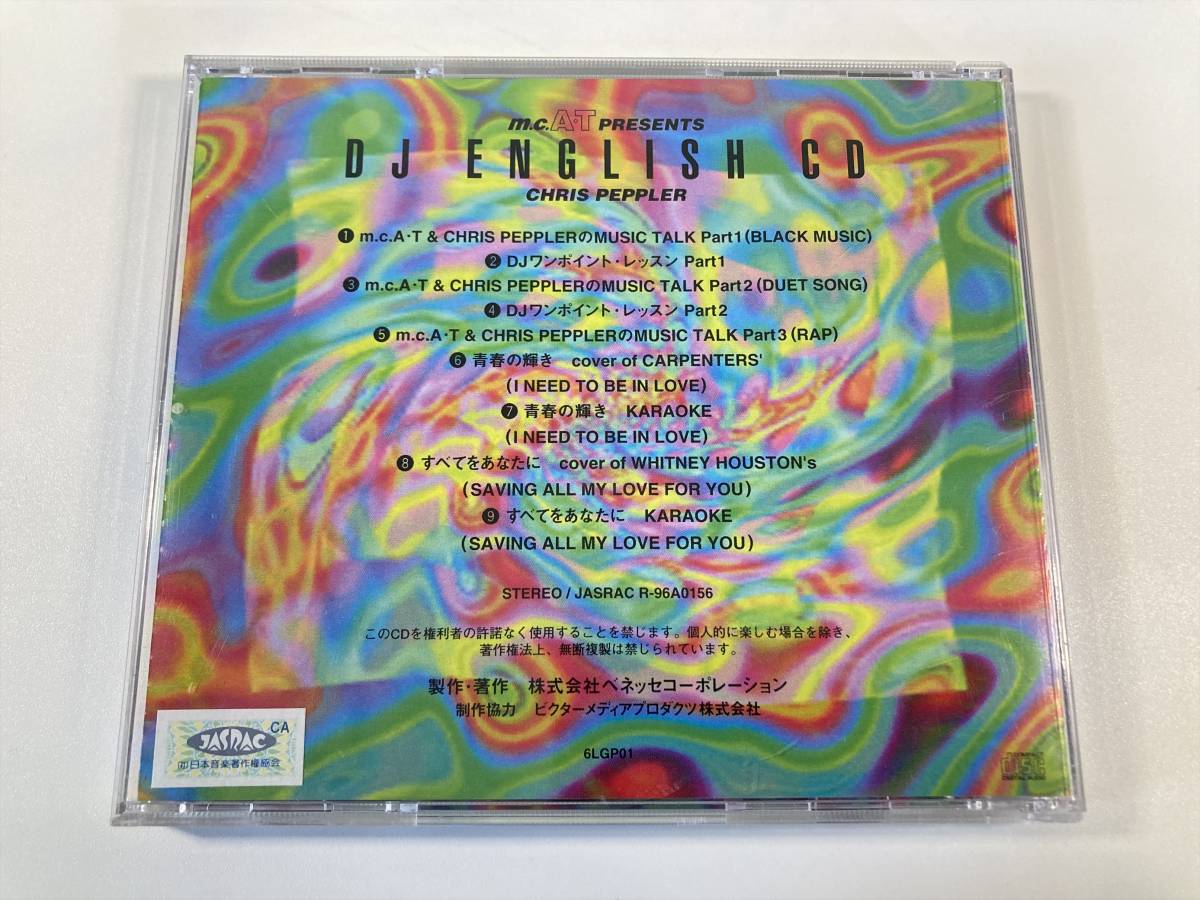 m.c.A・T PRESENTS
DJ ENGLISH CD
CHRIS PEPPLER
❶ m.c.A・T & CHRIS PEPPLERのMUSIC TALK Part1(BLACK MUSIC)
❷ DJワンポイント・レッスン Part1
❸ m.c.A・T & CHRIS PEPPLERのMUSIC TALK Part2(DUET SONG)
❹ DJワンポイント・レッスン Part2
❺ m.c.A・T & CHRIS PEPPLERのMUSIC TALK Part3(RAP)
❻ 青春の輝き cover of CARPENTERS'
(I NEED TO BE IN LOVE)
❼ 青春の輝き KARAOKE
(I NEED TO BE IN LOVE)
❽ すべてをあなたに cover of WHITNEY HOUSTON's
(SAVING ALL MY LOVE FOR YOU)
❾ すべてをあなたに KARAOKE
(SAVING ALL MY LOVE FOR YOU)
STEREO / JASRAC R-96A0156
このCDを権利者の許諾なく使用することを禁じます。個人的に楽しむ場合を除き、
著作権法上、無断複製は禁じられています。
製作・著作 株式会社ベネッセコーポレーション
制作協力 ビクターメディアプロダクツ株式会社
6LGP01
CA
JASRAC
㈳日本音楽著作権協会
disc